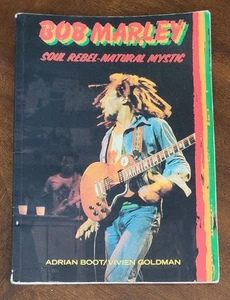 BOB MARLEY
SOUL REBEL-NATURAL MYSTIC
ADRIAN BOOT/VIVIEN GOLDMAN